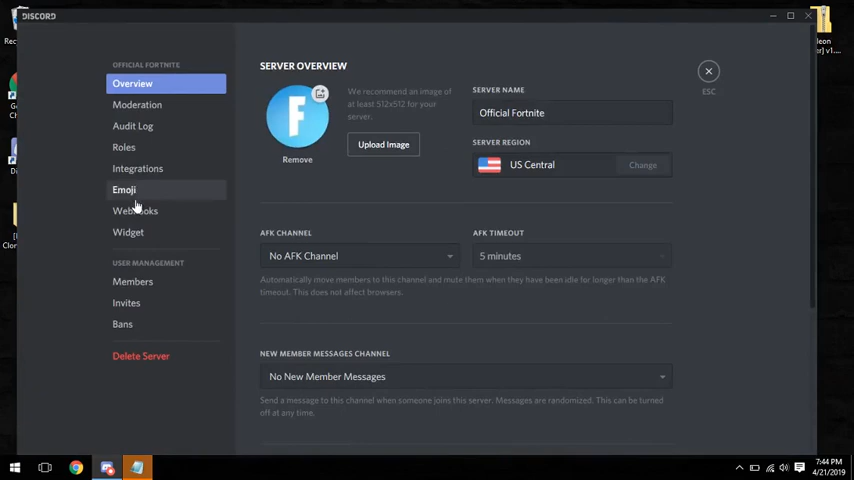 DISCORD
OFFICIAL FORTNITE
Overview
Moderation
Audit Log
Roles
Integrations
Emoji
Webhooks
Widget
USER MANAGEMENT
Members
Invites
Bans
Delete Server
SERVER OVERVIEW
F
Remove
We recommend an image of
at least 512x512 for your
server.
Upload Image
SERVER NAME
Official Fortnite
SERVER REGION
US Central
Change
ESC
AFK CHANNEL
No AFK Channel
AFK TIMEOUT
5 minutes
Automatically move members to this channel and mute them when they have been idle for longer than the AFK
timeout. This does not affect browsers.
NEW MEMBER MESSAGES CHANNEL
No New Member Messages
Send a message to this channel when someone joins this server. Messages are randomized. This can be turned
off at any time.
7:44 PM
4/21/2019